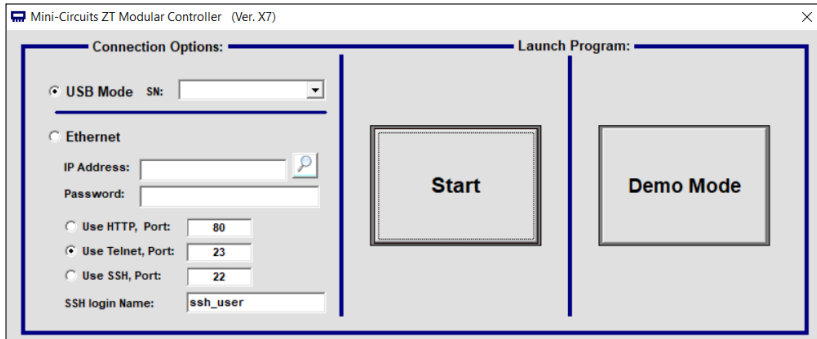 Mini-Circuits ZT Modular Controller (Ver. X7)
Connection Options:
USB Mode SN:
Ethernet
IP Address:
Password:
Use HTTP, Port: 80
Use Telnet, Port: 23
Use SSH, Port: 22
SSH login Name: ssh_user
Launch Program:
Start
Demo Mode